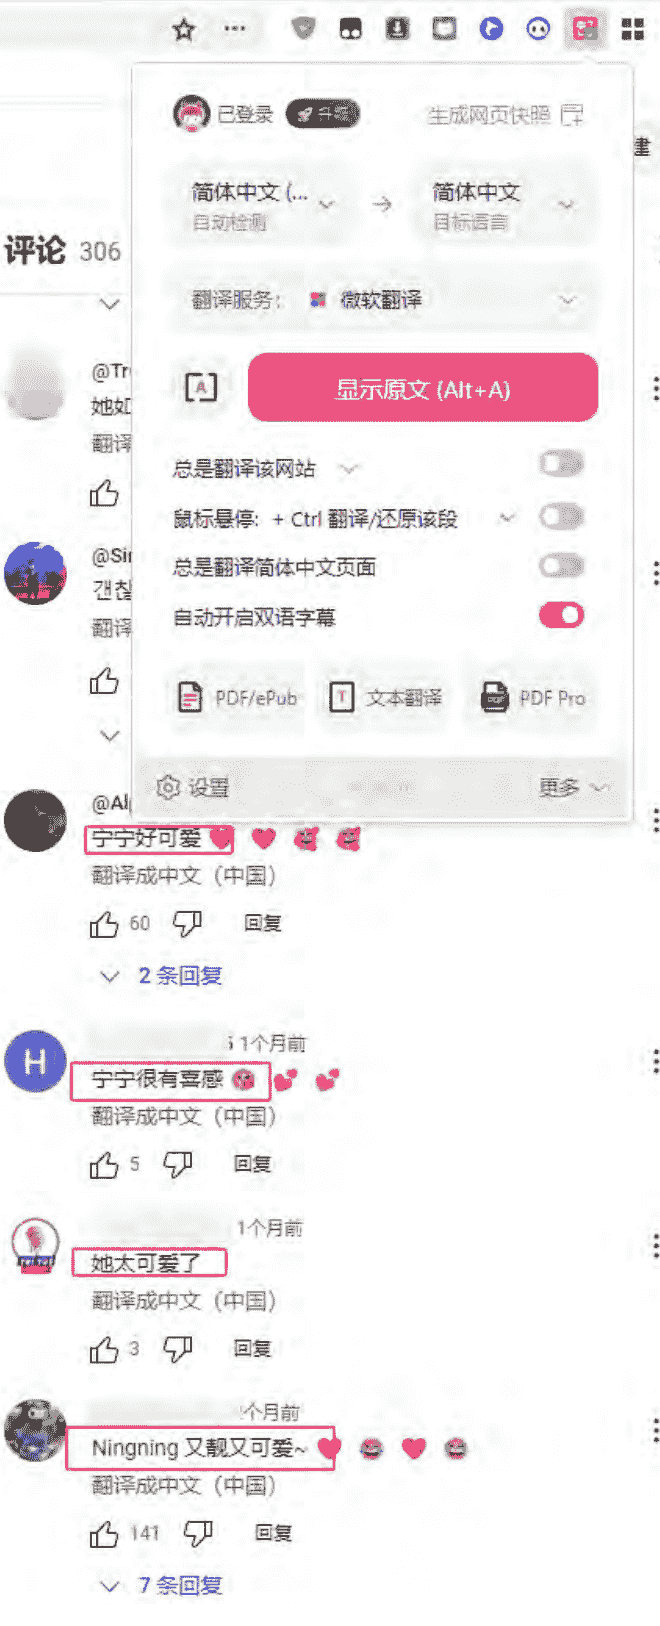 已登录
升级
生成网页快照
建
简体中文 (...
简体中文
自动检测
目标语言
评论 306
翻译服务:
微软翻译
显示原文 (Alt+A)
@Tr
她如
翻译
总是翻译该网站
鼠标悬停: + Ctrl 翻译/还原该段
@Sin
总是翻译简体中文页面
갠찮
翻译
自动开启双语字幕
PDF/ePub
文本翻译
PDF Pro
设置
更多
@Al
宁宁好可爱
翻译成中文（中国）
60
回复
2 条回复
H
1个月前
宁宁很有喜感
翻译成中文（中国）
5
回复
1个月前
她太可爱了
翻译成中文（中国）
3
回复
个月前
Ningning 又靓又可爱~
翻译成中文（中国）
141
回复
7 条回复